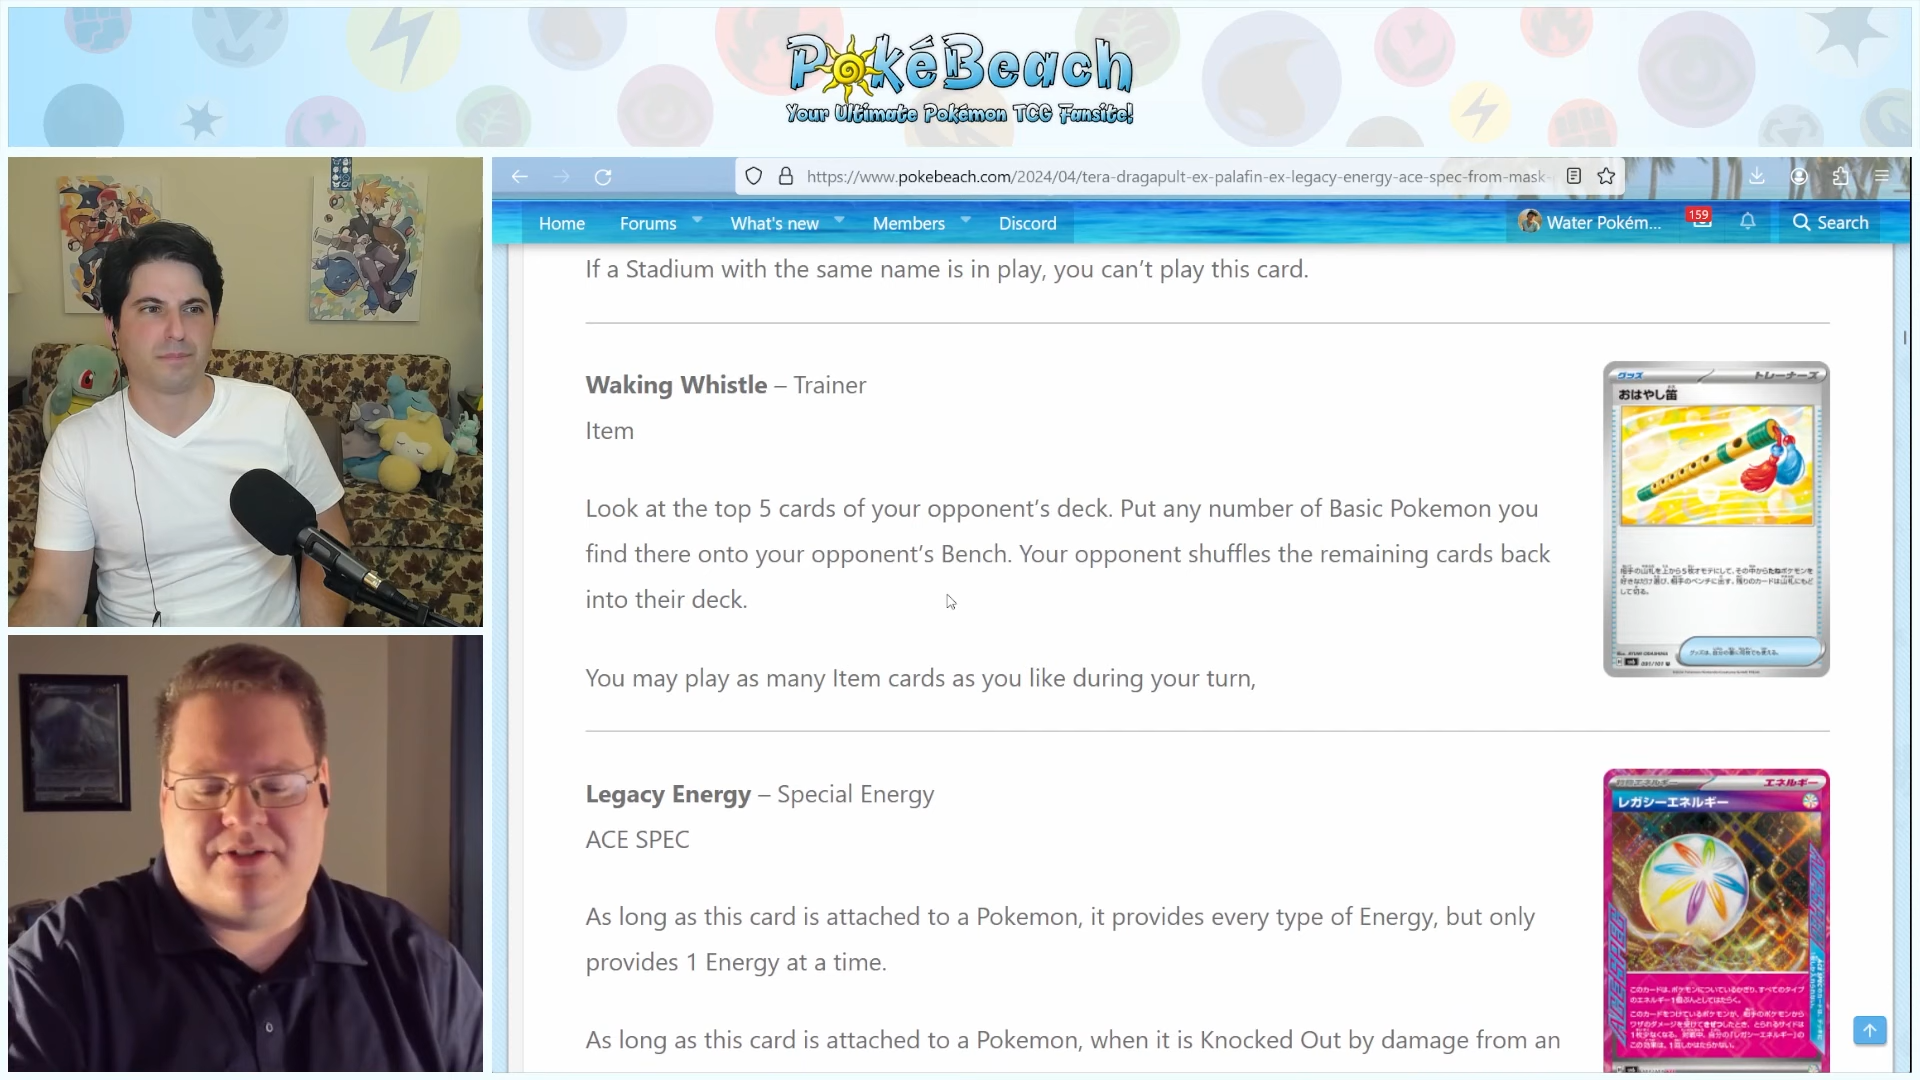 PokéBeach
Your Ultimate Pokémon TCG Fansite!
https://www.pokebeach.com/2024/04/tera-dragapult-ex-palafin-ex-legacy-energy-ace-spec-from-mask-
Home Forums What's new Members Discord Water Pokém... 159 Search
If a Stadium with the same name is in play, you can't play this card.
Waking Whistle – Trainer
Item
Look at the top 5 cards of your opponent's deck. Put any number of Basic Pokemon you
find there onto your opponent's Bench. Your opponent shuffles the remaining cards back
into their deck.
You may play as many Item cards as you like during your turn,
グッズ トレーナーズ
おはやし笛
Legacy Energy – Special Energy
ACE SPEC
As long as this card is attached to a Pokemon, it provides every type of Energy, but only
provides 1 Energy at a time.
As long as this card is attached to a Pokemon, when it is Knocked Out by damage from an
エネルギー
レガシーエネルギー